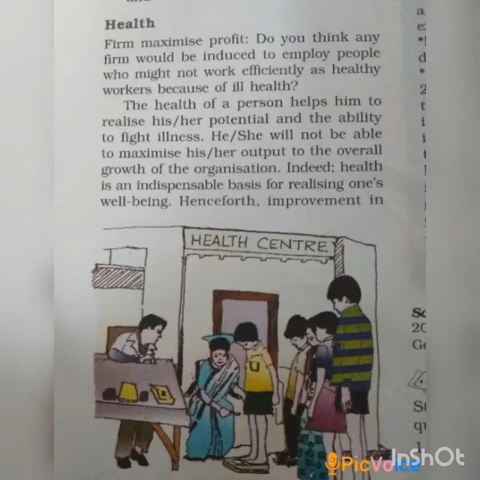 Health
Firm maximise profit: Do you think any
firm would be induced to employ people
who might not work efficiently as healthy
workers because of ill health?
The health of a person helps him to
realise his/her potential and the ability
to fight illness. He/She will not be able
to maximise his/her output to the overall
growth of the organisation. Indeed; health
is an indispensable basis for realising one's
well-being. Henceforth, improvement in
HEALTH CENTRE
PicVoice
InShOt